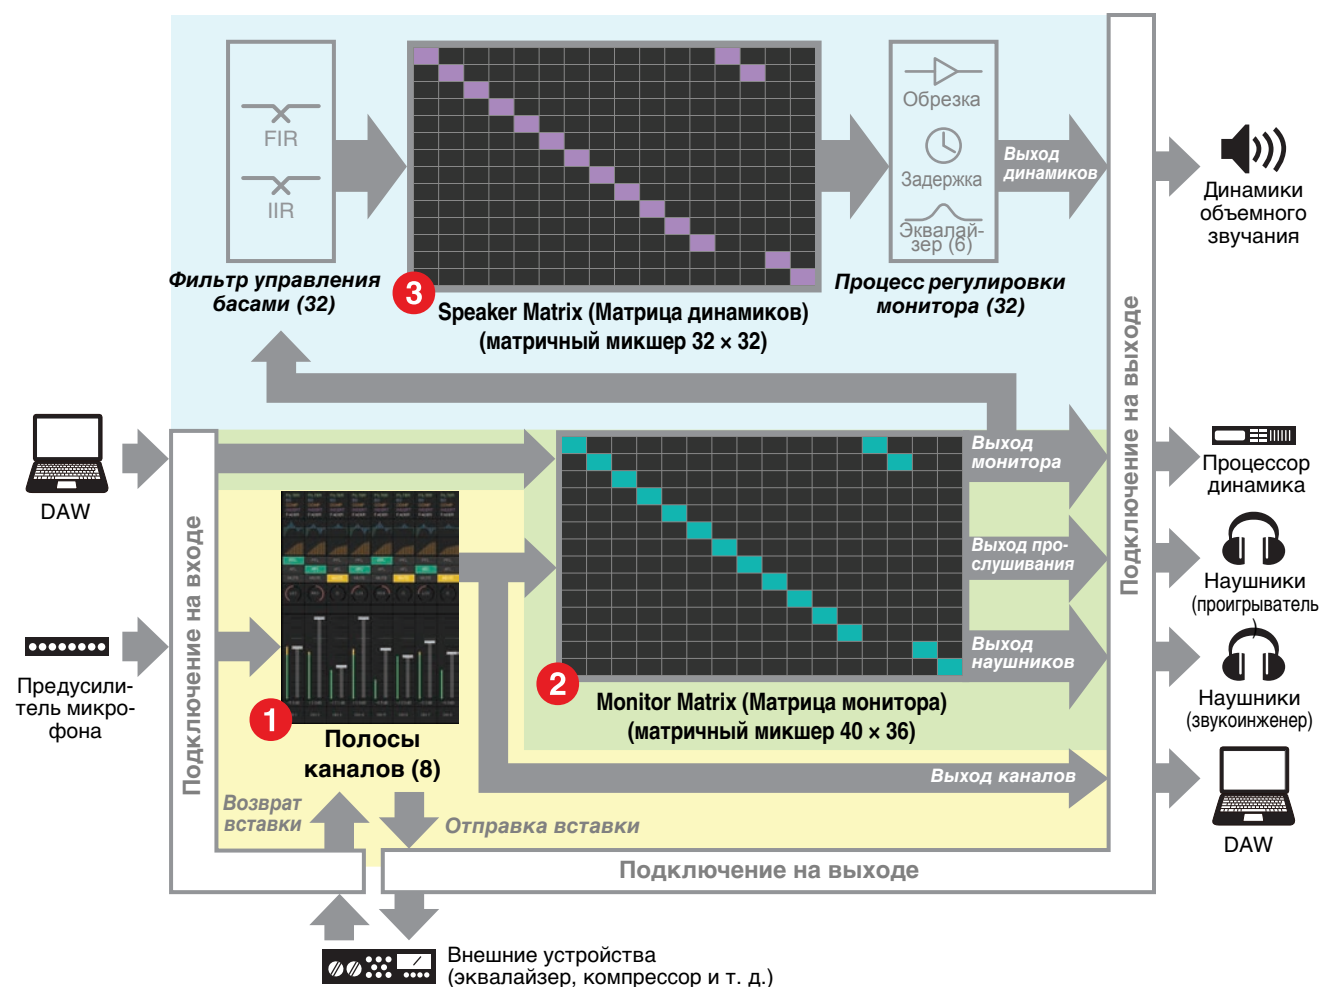 FIR
IIR
Фильтр управления
басами (32)
3
Speaker Matrix (Матрица динамиков)
(матричный микшер 32 × 32)
Обрезка
Задержка
Эквалай-
зер (6)
Процесс регулировки
монитора (32)
Выход
динамиков
Динамики
объемного
звучания
Подключение на выходе
DAW
Подключение на входе
Предусили-
тель микро-
фона
1
Полосы
каналов (8)
2
Monitor Matrix (Матрица монитора)
(матричный микшер 40 × 36)
Выход
монитора
Выход про-
слушивания
Выход
наушников
Выход каналов
Процессор
динамика
Наушники
(проигрыватель
)
Наушники
(звукоинженер)
DAW
Возврат
вставки
Отправка вставки
Подключение на выходе
Внешние устройства
(эквалайзер, компрессор и т. д.)